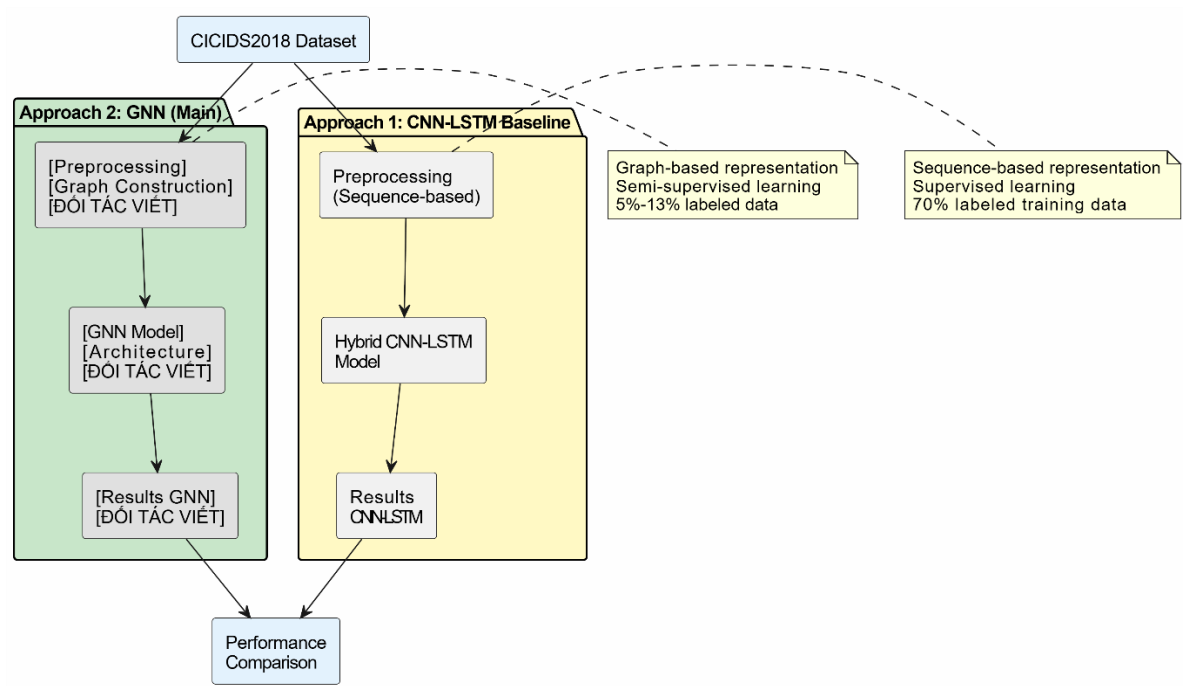 CICIDS2018 Dataset
Approach 2: GNN (Main)
[Preprocessing]
[Graph Construction]
[ĐỐI TÁC VIẾT]
[GNN Model]
[Architecture]
[ĐỐI TÁC VIẾT]
[Results GNN]
[ĐỐI TÁC VIẾT]
Approach 1: CNN-LSTM Baseline
Preprocessing
(Sequence-based)
Hybrid CNN-LSTM
Model
Results
CNN-LSTM
Graph-based representation
Semi-supervised learning
5%-13% labeled data
Sequence-based representation
Supervised learning
70% labeled training data
Performance
Comparison